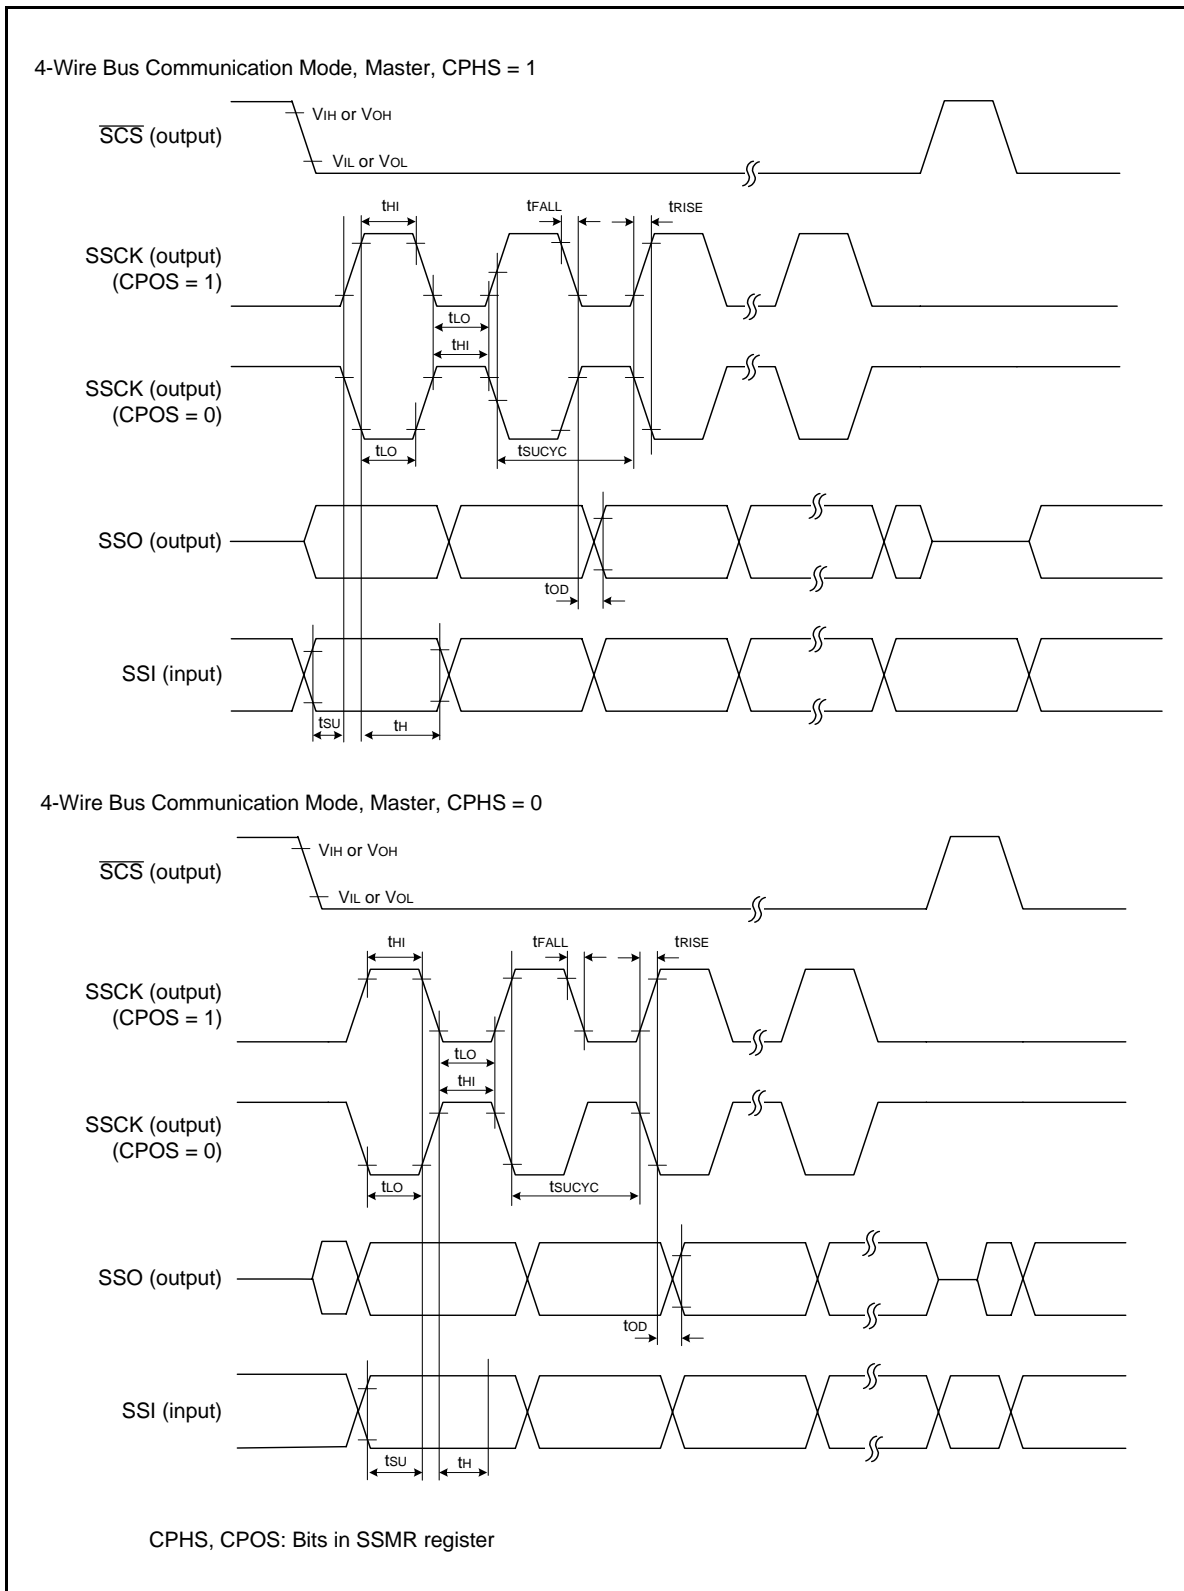 4-Wire Bus Communication Mode, Master, CPHS = 1
VIH or VOH
SCS (output)
VIL or VOL
tHI
tFALL
tRISE
SSCK (output)
(CPOS = 1)
tLO
tHI
SSCK (output)
(CPOS = 0)
tLO
tSUCYC
SSO (output)
tOD
SSI (input)
tSU
tH
4-Wire Bus Communication Mode, Master, CPHS = 0
VIH or VOH
SCS (output)
VIL or VOL
tHI
tFALL
tRISE
SSCK (output)
(CPOS = 1)
tLO
tHI
SSCK (output)
(CPOS = 0)
tLO
tSUCYC
SSO (output)
tOD
SSI (input)
tSU
tH
CPHS, CPOS: Bits in SSMR register